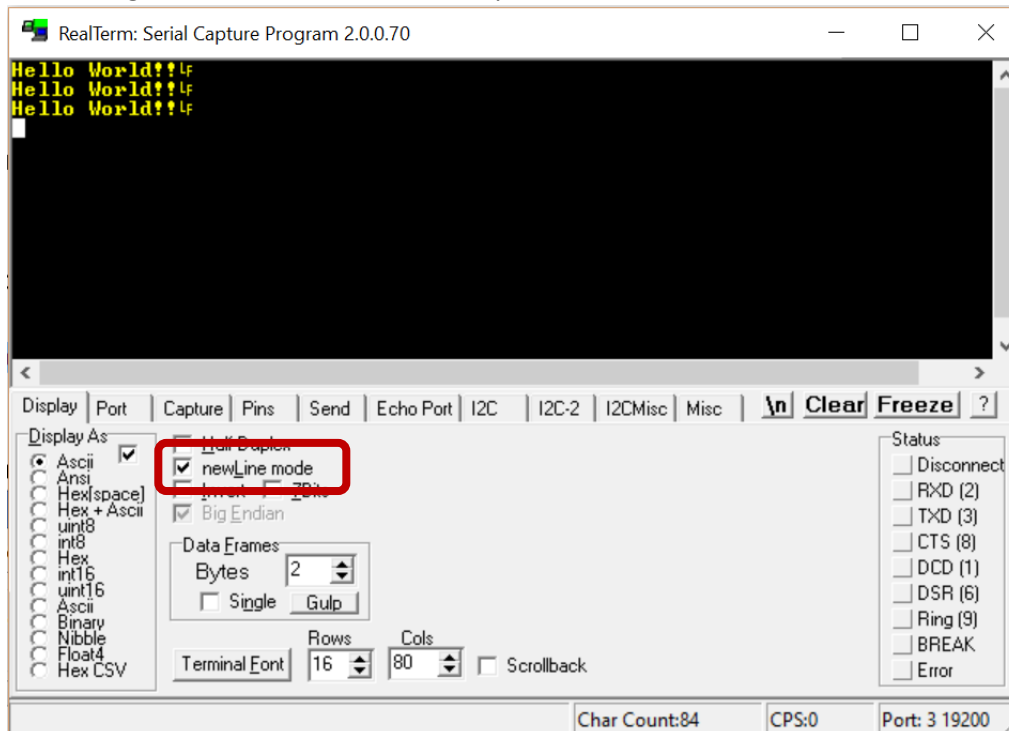 RealTerm: Serial Capture Program 2.0.0.70
Hello World!!LF
Hello World!!LF
Hello World!!LF
Display Port Capture Pins Send Echo Port I2C I2C-2 I2CMisc Misc \n Clear Freeze ?
Display As
Ascii
Ansi
Hex[space]
Hex + Ascii
uint8
int8
Hex
int16
uint16
Ascii
Binary
Nibble
Float4
Hex CSV
Half Duplex
newLine mode
Invert 7Bits
Big Endian
Data Frames
Bytes 2
Single Gulp
Rows Cols
Terminal Font 16 80 Scrollback
Status
Disconnect
RXD (2)
TXD (3)
CTS (8)
DCD (1)
DSR (6)
Ring (9)
BREAK
Error
Char Count:84 CPS:0 Port: 3 19200